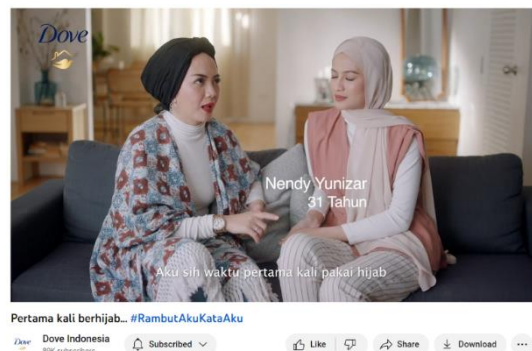 Dove
Nendy Yunizar
31 Tahun
Aku sih waktu pertama kali pakai hijab
Pertama kali berhijab... #RambutAkuKataAku
Dove
Dove Indonesia
Subscribed
Like
Share
Download
...